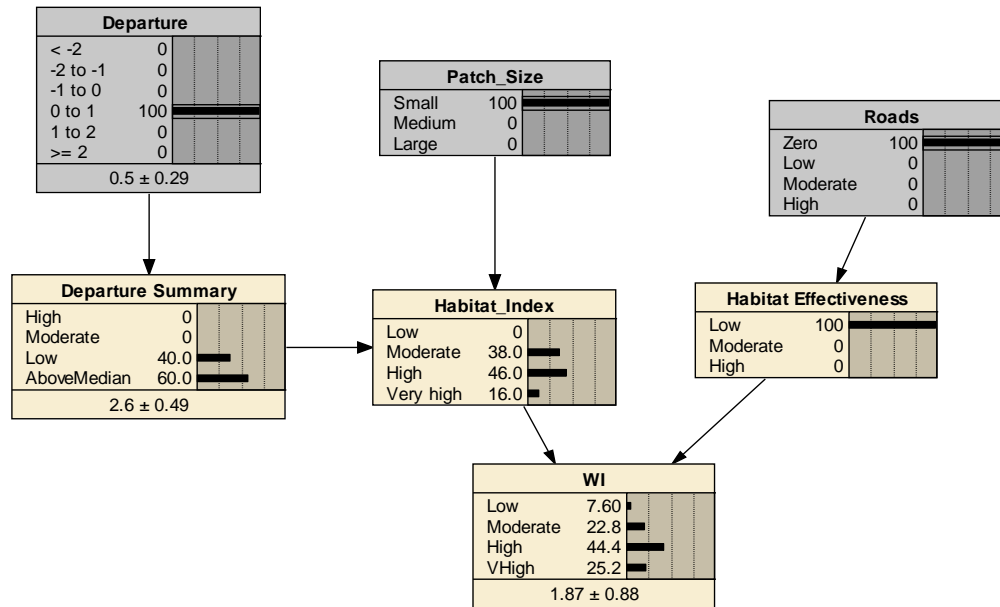 Departure
< -2 0
-2 to -1 0
-1 to 0 0
0 to 1 100
1 to 2 0
>= 2 0
0.5 ± 0.29
Patch_Size
Small 100
Medium 0
Large 0
Roads
Zero 100
Low 0
Moderate 0
High 0
Departure Summary
High 0
Moderate 0
Low 40.0
AboveMedian 60.0
2.6 ± 0.49
Habitat_Index
Low 0
Moderate 38.0
High 46.0
Very high 16.0
Habitat Effectiveness
Low 100
Moderate 0
High 0
WI
Low 7.60
Moderate 22.8
High 44.4
VHigh 25.2
1.87 ± 0.88